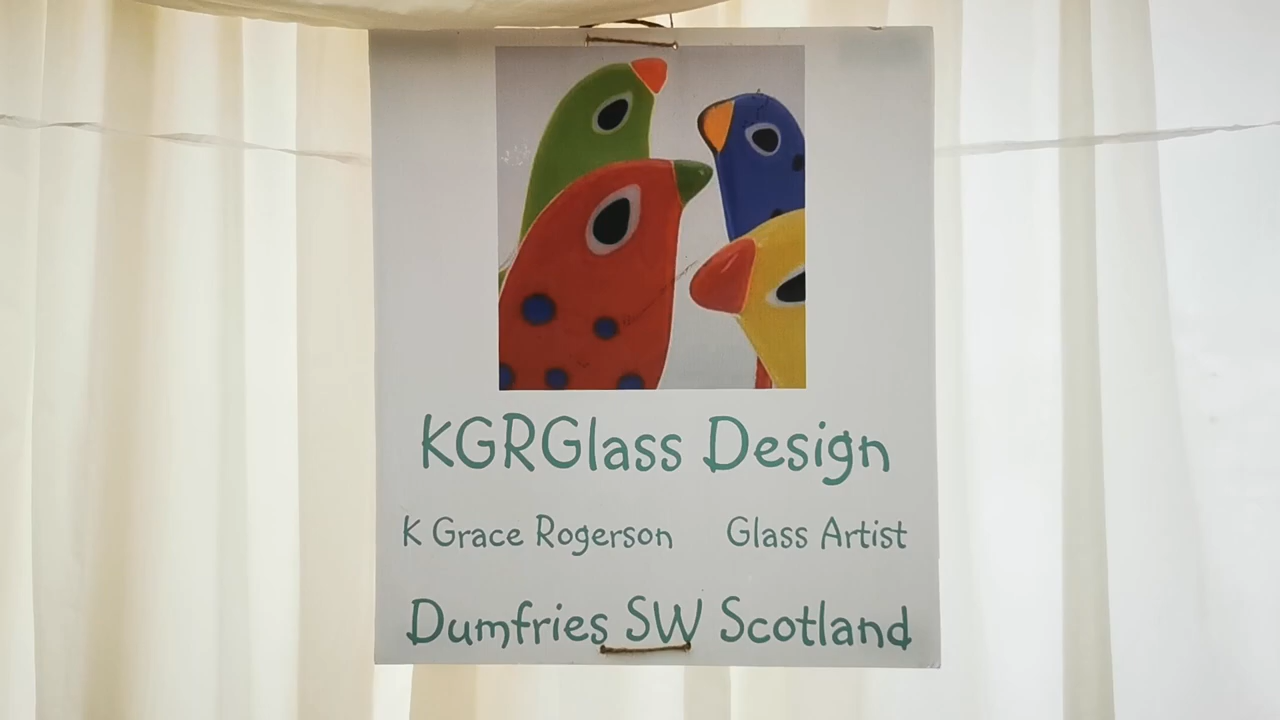 KGRGlass Design
K Grace Rogerson Glass Artist
Dumfries SW Scotland